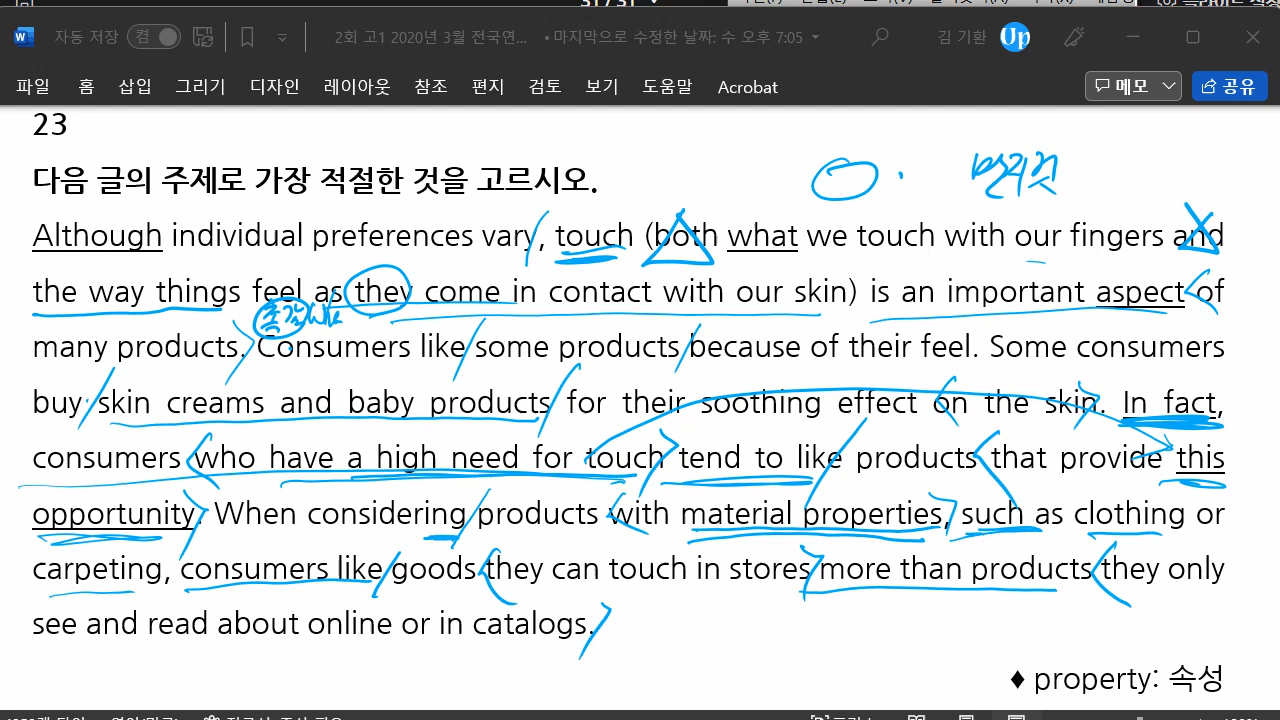 자동 저장 켬 2회 고1 2020년 3월 전국연... • 마지막으로 수정한 날짜: 수 오후 7:05 김 기환 Up
파일 홈 삽입 그리기 디자인 레이아웃 참조 편지 검토 보기 도움말 Acrobat 메모 공유
23
다음 글의 주제로 가장 적절한 것을 고르시오.
Although individual preferences vary, touch (both what we touch with our fingers and
the way things feel as they come in contact with our skin) is an important aspect of
many products. Consumers like some products because of their feel. Some consumers
buy skin creams and baby products for their soothing effect on the skin. In fact,
consumers who have a high need for touch tend to like products that provide this
opportunity. When considering products with material properties, such as clothing or
carpeting, consumers like goods they can touch in stores more than products they only
see and read about online or in catalogs.
♦ property: 속성